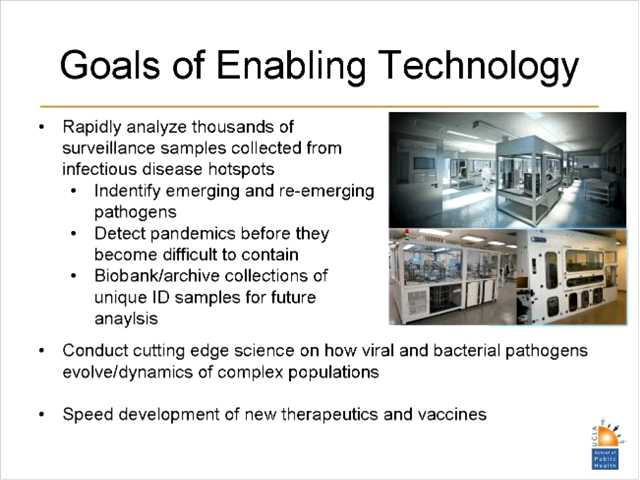 Goals of Enabling Technology
• Rapidly analyze thousands of
surveillance samples collected from
infectious disease hotspots
• Indentify emerging and re-emerging
pathogens
• Detect pandemics before they
become difficult to contain
• Biobank/archive collections of
unique ID samples for future
anaylsis
• Conduct cutting edge science on how viral and bacterial pathogens
evolve/dynamics of complex populations
• Speed development of new therapeutics and vaccines
UCLA
School of
Public
Health